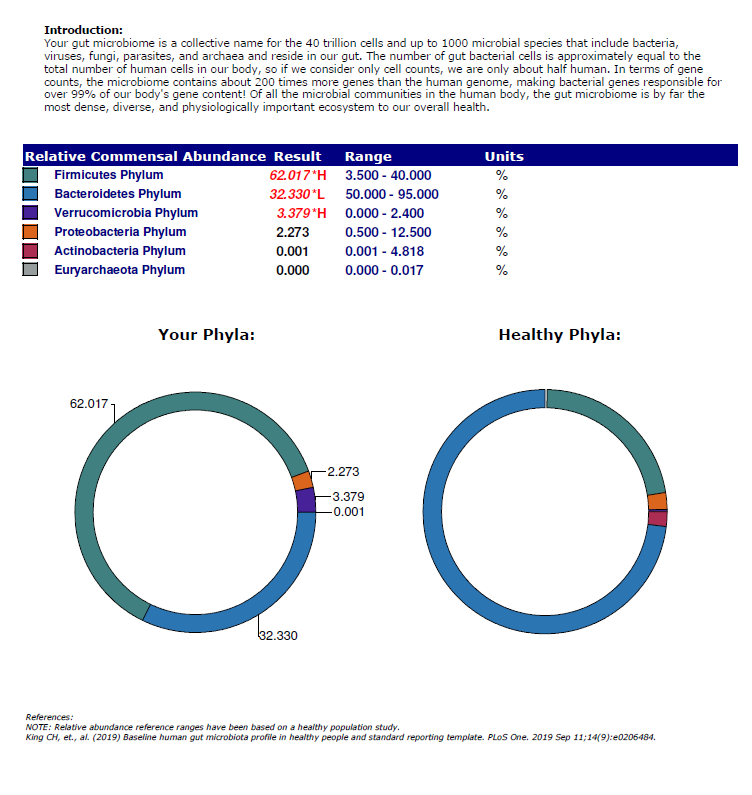 Introduction:
Your gut microbiome is a collective name for the 40 trillion cells and up to 1000 microbial species that include bacteria,
viruses, fungi, parasites, and archaea and reside in our gut. The number of gut bacterial cells is approximately equal to the
total number of human cells in our body, so if we consider only cell counts, we are only about half human. In terms of gene
counts, the microbiome contains about 200 times more genes than the human genome, making bacterial genes responsible for
over 99% of our body's gene content! Of all the microbial communities in the human body, the gut microbiome is by far the
most dense, diverse, and physiologically important ecosystem to our overall health.
Relative Commensal Abundance Result Range Units
Firmicutes Phylum 62.017 *H 3.500 - 40.000 %
Bacteroidetes Phylum 32.330 *L 50.000 - 95.000 %
Verrucomicrobia Phylum 3.379 *H 0.000 - 2.400 %
Proteobacteria Phylum 2.273 0.500 - 12.500 %
Actinobacteria Phylum 0.001 0.001 - 4.818 %
Euryarchaeota Phylum 0.000 0.000 - 0.017 %
Your Phyla: Healthy Phyla:
62.017
2.273
3.379
0.001
32.330
References:
NOTE: Relative abundance reference ranges have been based on a healthy population study.
King CH, et., al. (2019) Baseline human gut microbiota profile in healthy people and standard reporting template. PLoS One. 2019 Sep 11;14(9):e0206484.